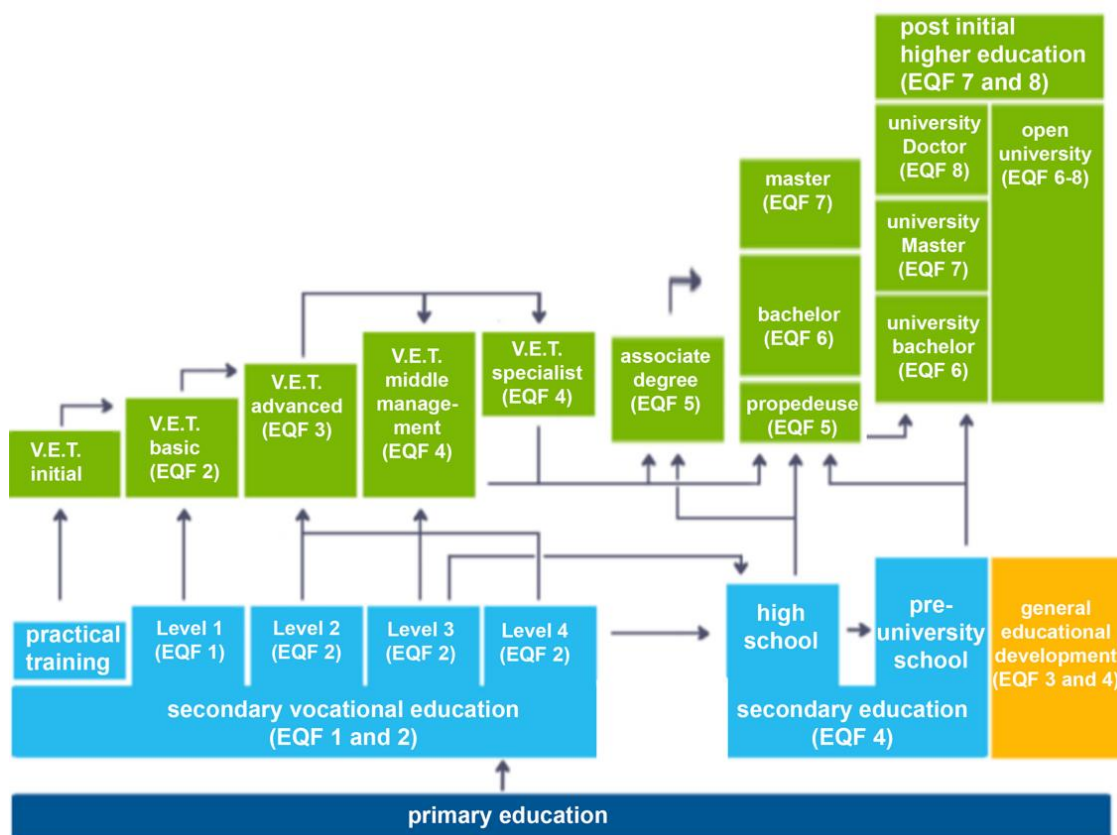 post initial
higher education
(EQF 7 and 8)
university
Doctor
(EQF 8)
open
university
(EQF 6-8)
master
(EQF 7)
university
Master
(EQF 7)
bachelor
(EQF 6)
university
bachelor
(EQF 6)
V.E.T.
initial
V.E.T.
basic
(EQF 2)
V.E.T.
advanced
(EQF 3)
V.E.T.
middle
manage-
ment
(EQF 4)
V.E.T.
specialist
(EQF 4)
associate
degree
(EQF 5)
propedeuse
(EQF 5)
practical
training
Level 1
(EQF 1)
Level 2
(EQF 2)
Level 3
(EQF 2)
Level 4
(EQF 2)
high
school
pre-
university
school
general
educational
development
(EQF 3 and 4)
secondary vocational education
(EQF 1 and 2)
secondary education
(EQF 4)
primary education